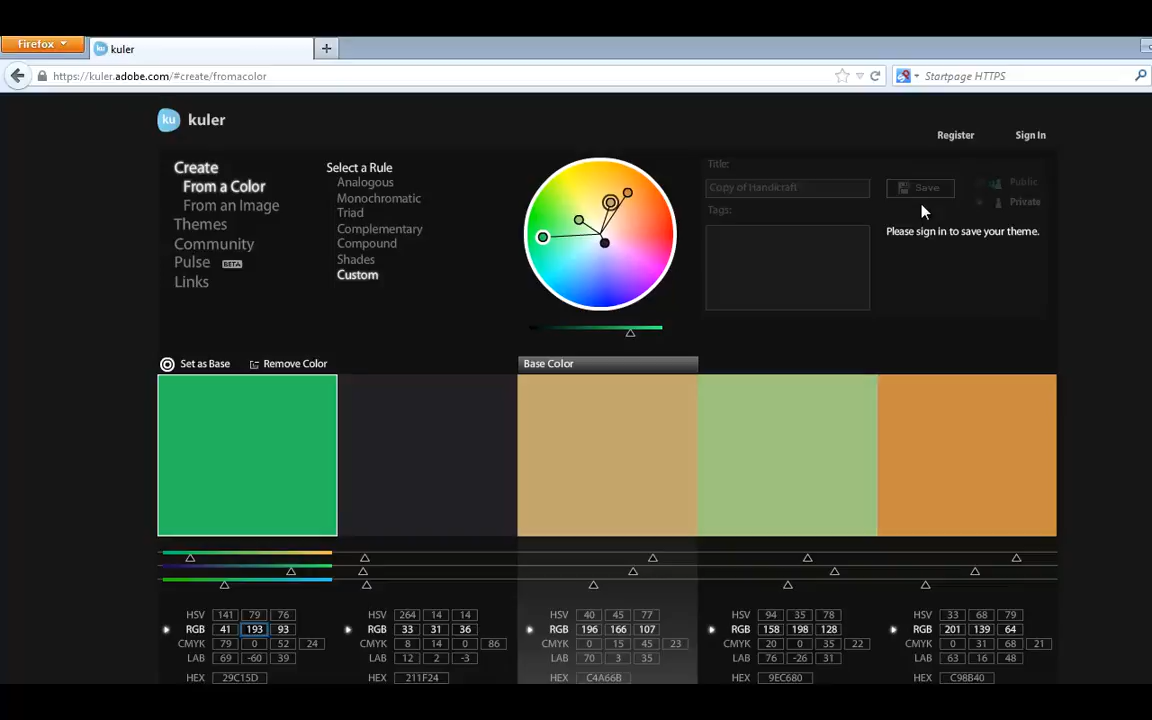 Firefox
kuler
+
https://kuler.adobe.com/#create/fromacolor
Startpage HTTPS
ku kuler
Register
Sign In
Create
From a Color
From an Image
Themes
Community
Pulse BETA
Links
Select a Rule
Analogous
Monochromatic
Triad
Complementary
Compound
Shades
Custom
Title:
Copy of Handicraft
Save
Public
Private
Tags:
Please sign in to save your theme.
Set as Base
Remove Color
Base Color
HSV 141 79 76
RGB 41 193 93
CMYK 79 0 52 24
LAB 69 -60 39
HEX 29C15D
HSV 264 14 14
RGB 33 31 36
CMYK 8 14 0 86
LAB 12 2 -3
HEX 211F24
HSV 40 45 77
RGB 196 166 107
CMYK 0 15 45 23
LAB 70 3 35
HEX C4A66B
HSV 94 35 78
RGB 158 198 128
CMYK 20 0 35 22
LAB 76 -26 31
HEX 9EC680
HSV 33 68 79
RGB 201 139 64
CMYK 0 31 68 21
LAB 63 16 48
HEX C98B40